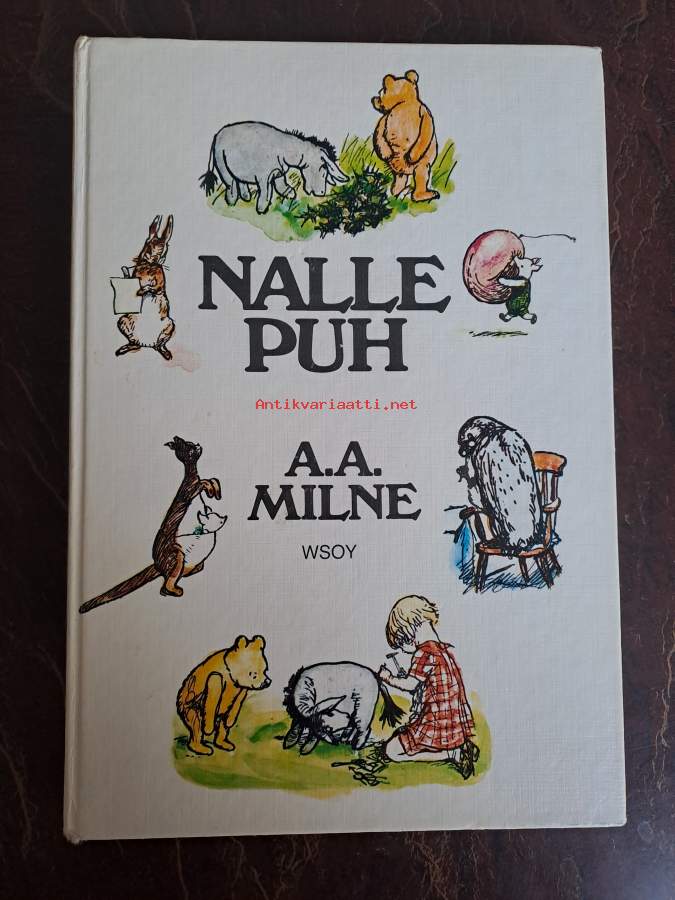 NALLE
PUH
Antikvariaatti.net
A.A.
MILNE
WSOY